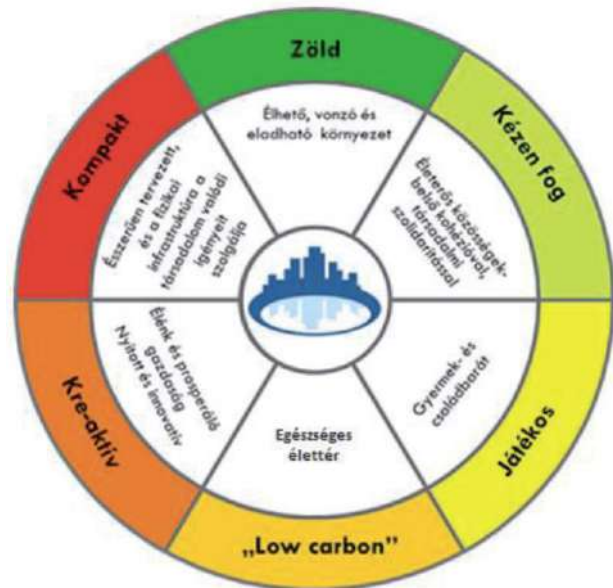 Zöld
Élhető, vonzó és
eladható környezet
Kézen fog
Életerős közösségek-
belső kohézióval,
társadalmi
szolidaritással
Játékos
Gyermek- és
családbarát
„Low carbon”
Egészséges
élettér
Kre-aktív
Élénk és prosperáló
gazdaság
Nyitott és innovatív
Kompakt
Ésszerűen tervezett,
és a fizikai
infrastruktúra a
társadalom valódi
igényeit
szolgálja